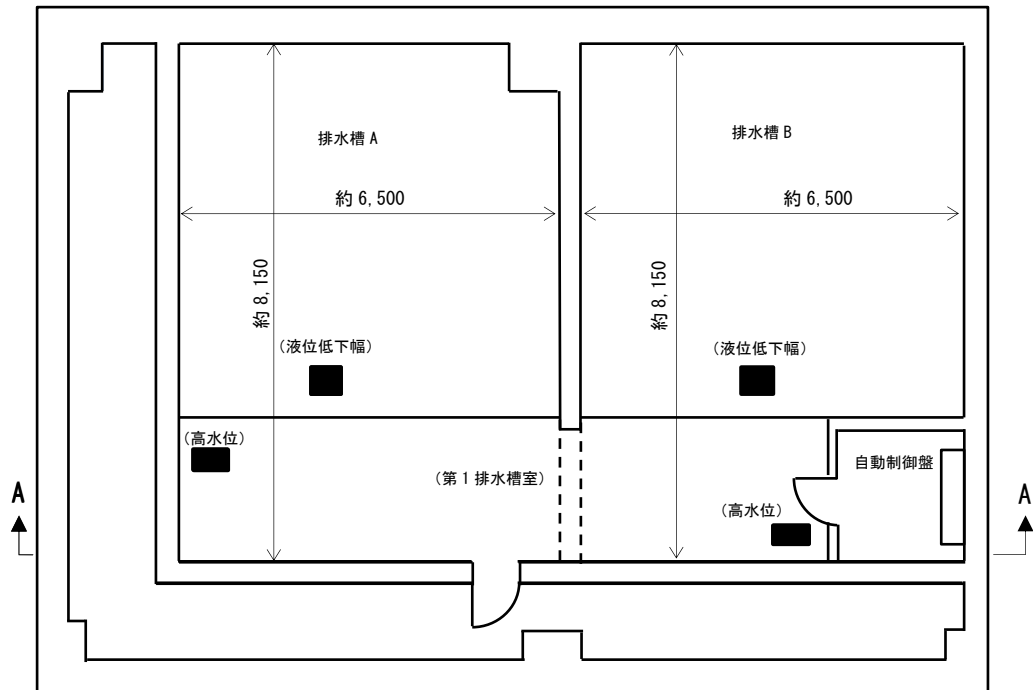 排水槽 A
排水槽 B
約 6,500
約 6,500
約 8,150
約 8,150
（液位低下幅）
（液位低下幅）
（高水位）
（第１排水槽室）
自動制御盤
（高水位）
A
A